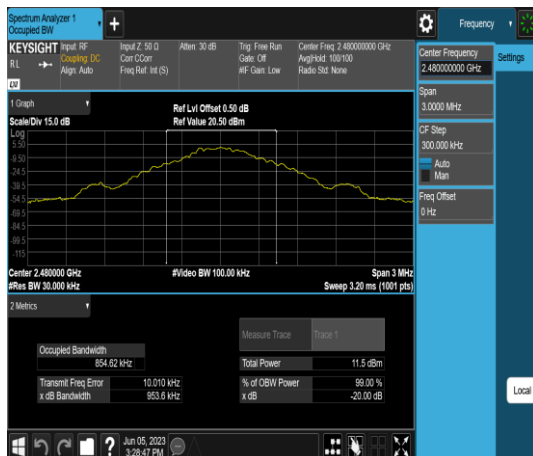 Spectrum Analyzer 1
Occupied BW
Frequency
KEYSIGHT
Input: RF
Input Z: 50 Ω
Atten: 30 dB
Trig: Free Run
Center Freq: 2.480000000 GHz
RL
Coupling: DC
Corr CCorr
Gate: Off
Avg|Hold: 100/100
Align: Auto
Freq Ref: Int (S)
#IF Gain: Low
Radio Std: None
LXI
Center Frequency
2.480000000 GHz
Settings
Span
3.0000 MHz
CF Step
300.000 kHz
Auto
Man
Freq Offset
0 Hz
1 Graph
Ref Lvl Offset 0.50 dB
Scale/Div 15.0 dB
Ref Value 20.50 dBm
Log
5.50
-9.50
-24.5
-39.5
-54.5
-69.5
-84.5
-99.5
-115
Center 2.480000 GHz
#Video BW 100.00 kHz
Span 3 MHz
#Res BW 30.000 kHz
Sweep 3.20 ms (1001 pts)
2 Metrics
Measure Trace
Trace 1
Occupied Bandwidth
854.62 kHz
Total Power
11.5 dBm
Transmit Freq Error
10.010 kHz
% of OBW Power
99.00 %
x dB Bandwidth
953.6 kHz
x dB
-20.00 dB
Local
Jun 05, 2023
3:28:47 PM